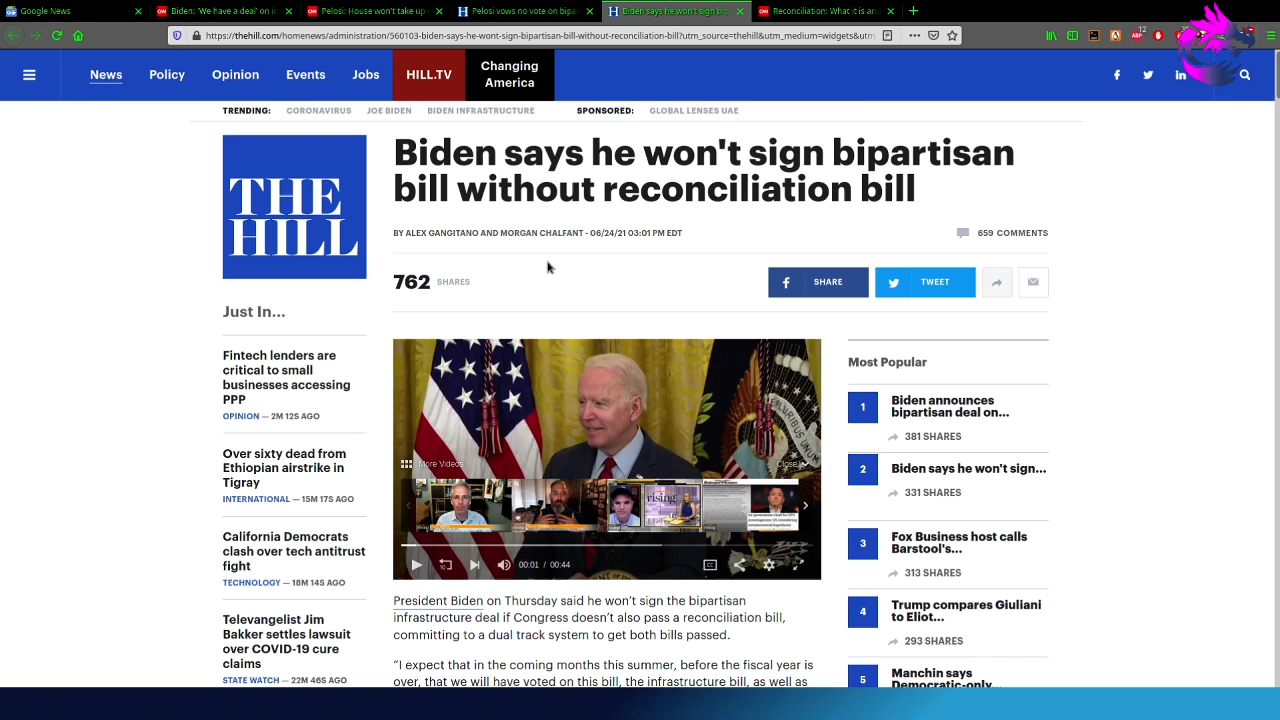 Google News
Biden: 'We have a deal' on in
Pelosi: House won't take up
Pelosi vows no vote on bipar
Biden says he won't sign bip
Reconciliation: What it is an
https://thehill.com/homenews/administration/560103-biden-says-he-wont-sign-bipartisan-bill-without-reconciliation-bill?utm_source=thehill&utm_medium=widgets&utm
12
News
Policy
Opinion
Events
Jobs
HILL.TV
Changing
America
TRENDING:
CORONAVIRUS
JOE BIDEN
BIDEN INFRASTRUCTURE
SPONSORED:
GLOBAL LENSES UAE
THE
HILL
Biden says he won't sign bipartisan
bill without reconciliation bill
BY ALEX GANGITANO AND MORGAN CHALFANT - 06/24/21 03:01 PM EDT
659 COMMENTS
762 SHARES
SHARE
TWEET
Just In...
Fintech lenders are
critical to small
businesses accessing
PPP
OPINION — 2M 12S AGO
Over sixty dead from
Ethiopian airstrike in
Tigray
INTERNATIONAL — 15M 17S AGO
California Democrats
clash over tech antitrust
fight
TECHNOLOGY — 18M 14S AGO
Televangelist Jim
Bakker settles lawsuit
over COVID-19 cure
claims
STATE WATCH — 22M 46S AGO
More Videos
Close
rising
10
00:01 / 00:44
CC
President Biden on Thursday said he won't sign the bipartisan
infrastructure deal if Congress doesn't also pass a reconciliation bill,
committing to a dual track system to get both bills passed.
“I expect that in the coming months this summer, before the fiscal year is
over, that we will have voted on this bill, the infrastructure bill, as well as
Most Popular
1
Biden announces
bipartisan deal on...
381 SHARES
2
Biden says he won't sign...
331 SHARES
3
Fox Business host calls
Barstool's...
313 SHARES
4
Trump compares Giuliani
to Eliot...
293 SHARES
5
Manchin says
Democratic-only...